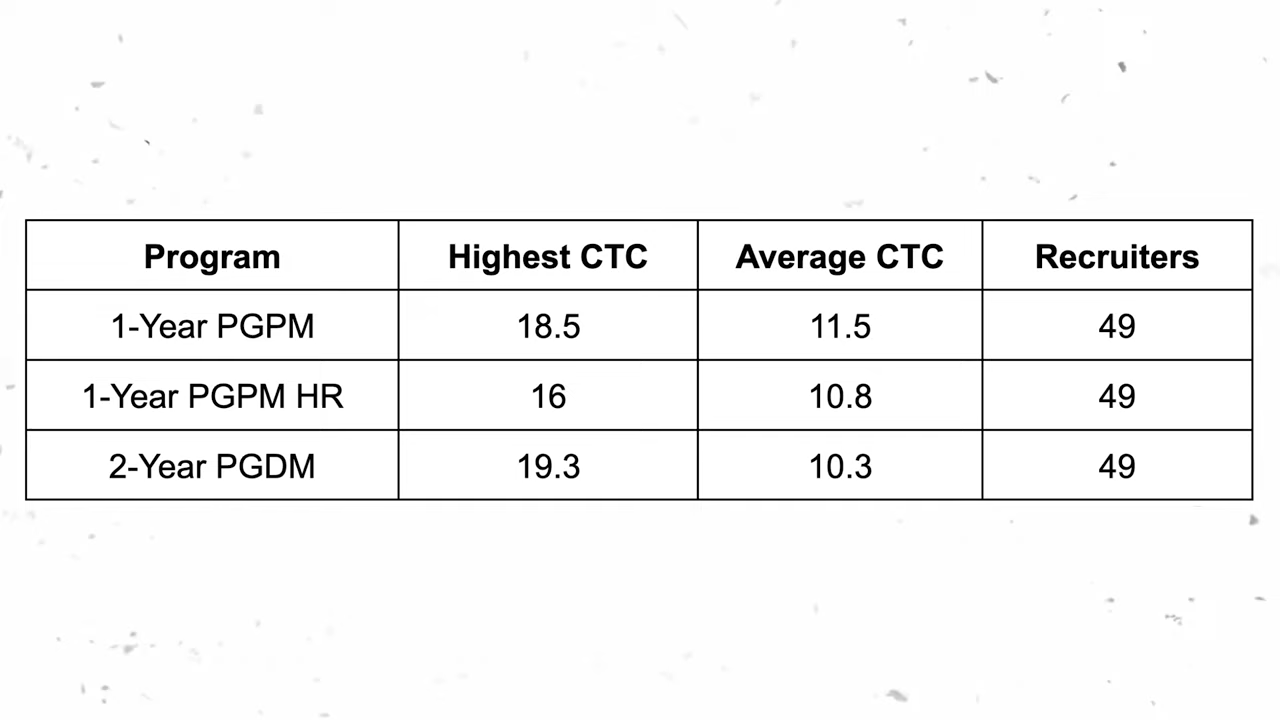 Program Highest CTC Average CTC Recruiters
1-Year PGPM 18.5 11.5 49
1-Year PGPM HR 16 10.8 49
2-Year PGDM 19.3 10.3 49